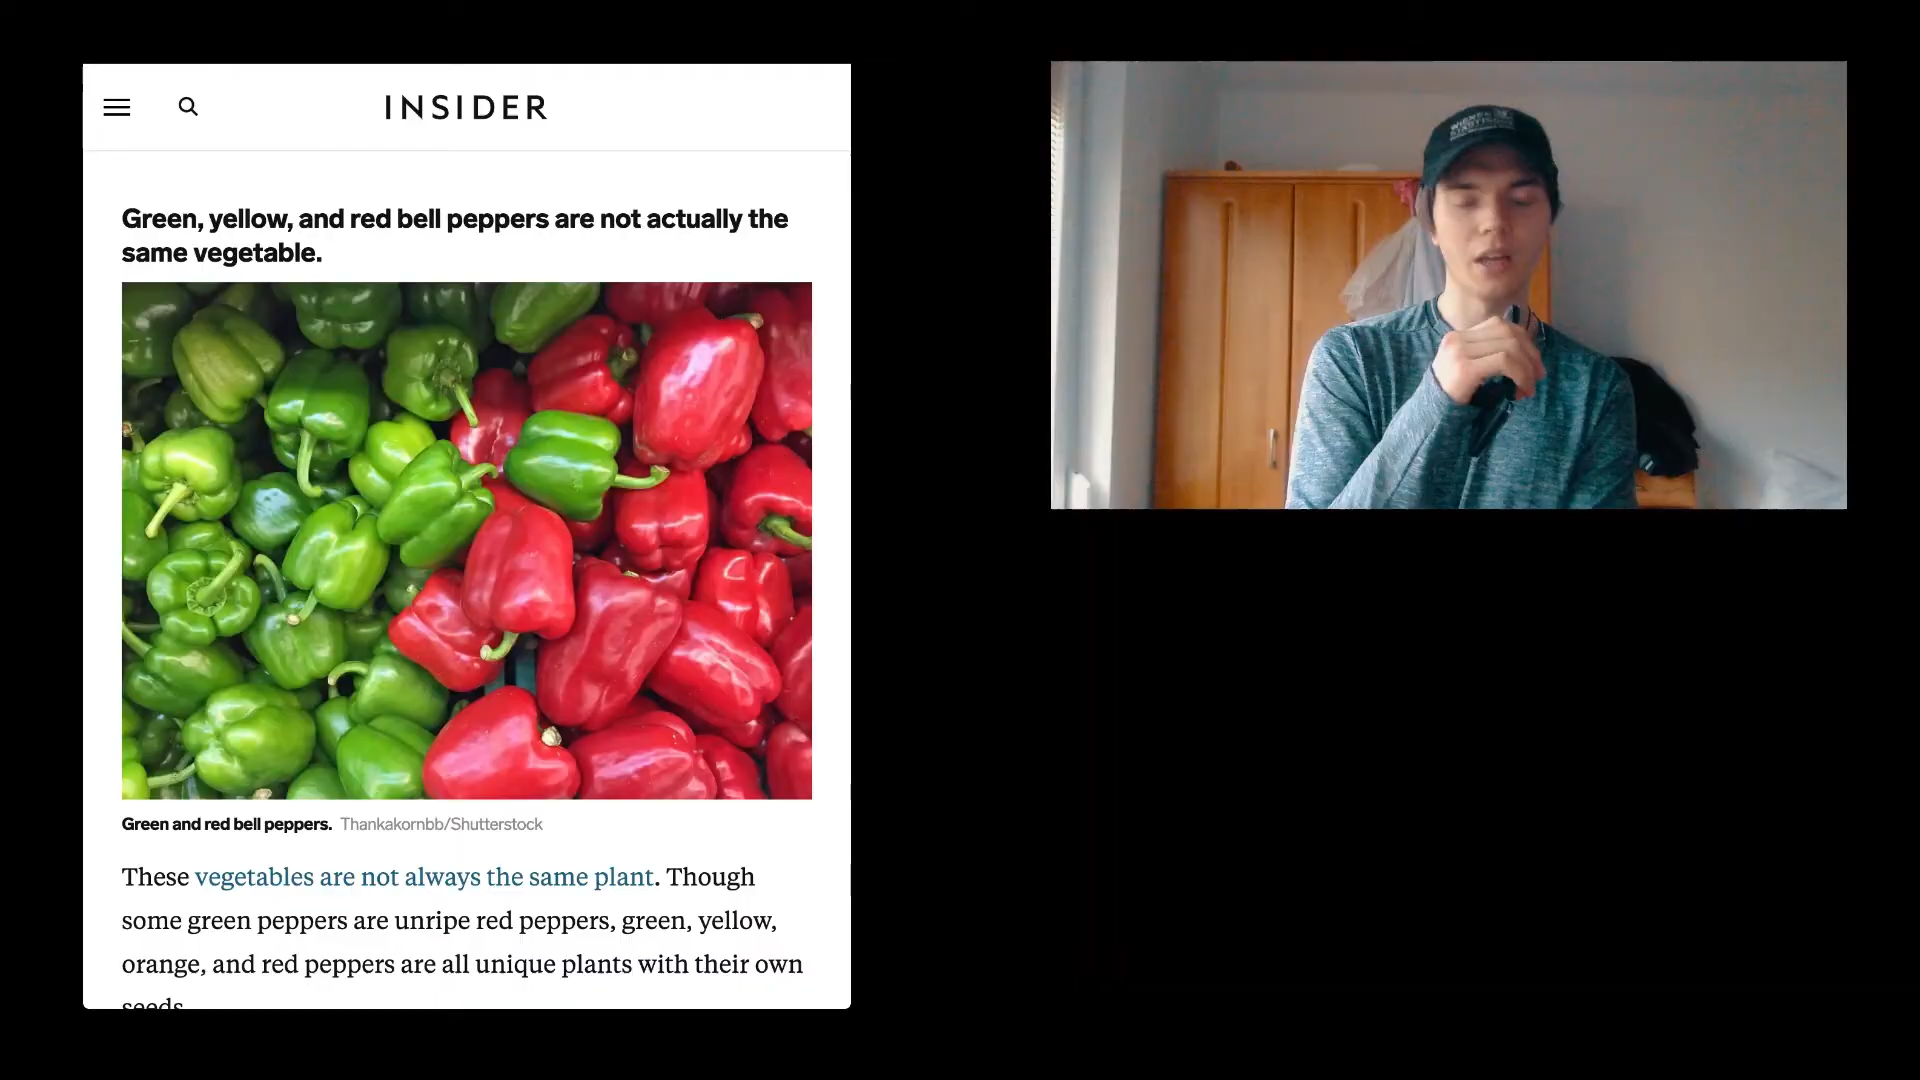 INSIDER
Green, yellow, and red bell peppers are not actually the
same vegetable.
Green and red bell peppers. Thankakornbb/Shutterstock
These vegetables are not always the same plant. Though
some green peppers are unripe red peppers, green, yellow,
orange, and red peppers are all unique plants with their own
seeds.